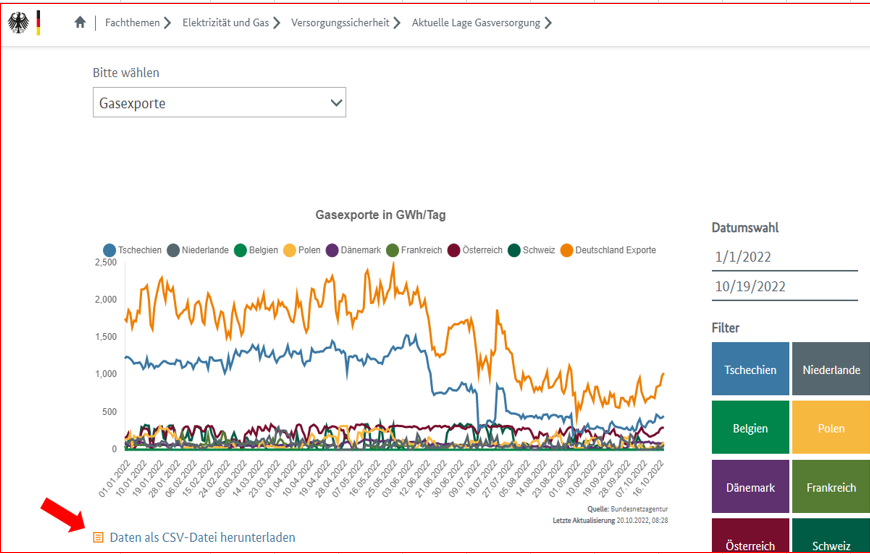 Fachthemen Elektrizität und Gas Versorgungssicherheit Aktuelle Lage Gasversorgung
Bitte wählen
Gasexporte
Gasexporte in GWh/Tag
Tschechien Niederlande Belgien Polen Dänemark Frankreich Österreich Schweiz Deutschland Exporte
2,500
2,000
1,500
1,000
500
0
01.01.2022
10.01.2022
19.01.2022
28.01.2022
06.02.2022
15.02.2022
24.02.2022
05.03.2022
14.03.2022
23.03.2022
01.04.2022
10.04.2022
19.04.2022
28.04.2022
07.05.2022
16.05.2022
25.05.2022
03.06.2022
12.06.2022
21.06.2022
30.06.2022
09.07.2022
18.07.2022
27.07.2022
05.08.2022
14.08.2022
23.08.2022
01.09.2022
10.09.2022
19.09.2022
28.09.2022
07.10.2022
16.10.2022
Quelle: Bundesnetzagentur
Letzte Aktualisierung 20.10.2022, 08:28
Daten als CSV-Datei herunterladen
Datumswahl
1/1/2022
10/19/2022
Filter
Tschechien Niederlande
Belgien Polen
Dänemark Frankreich
Österreich Schweiz